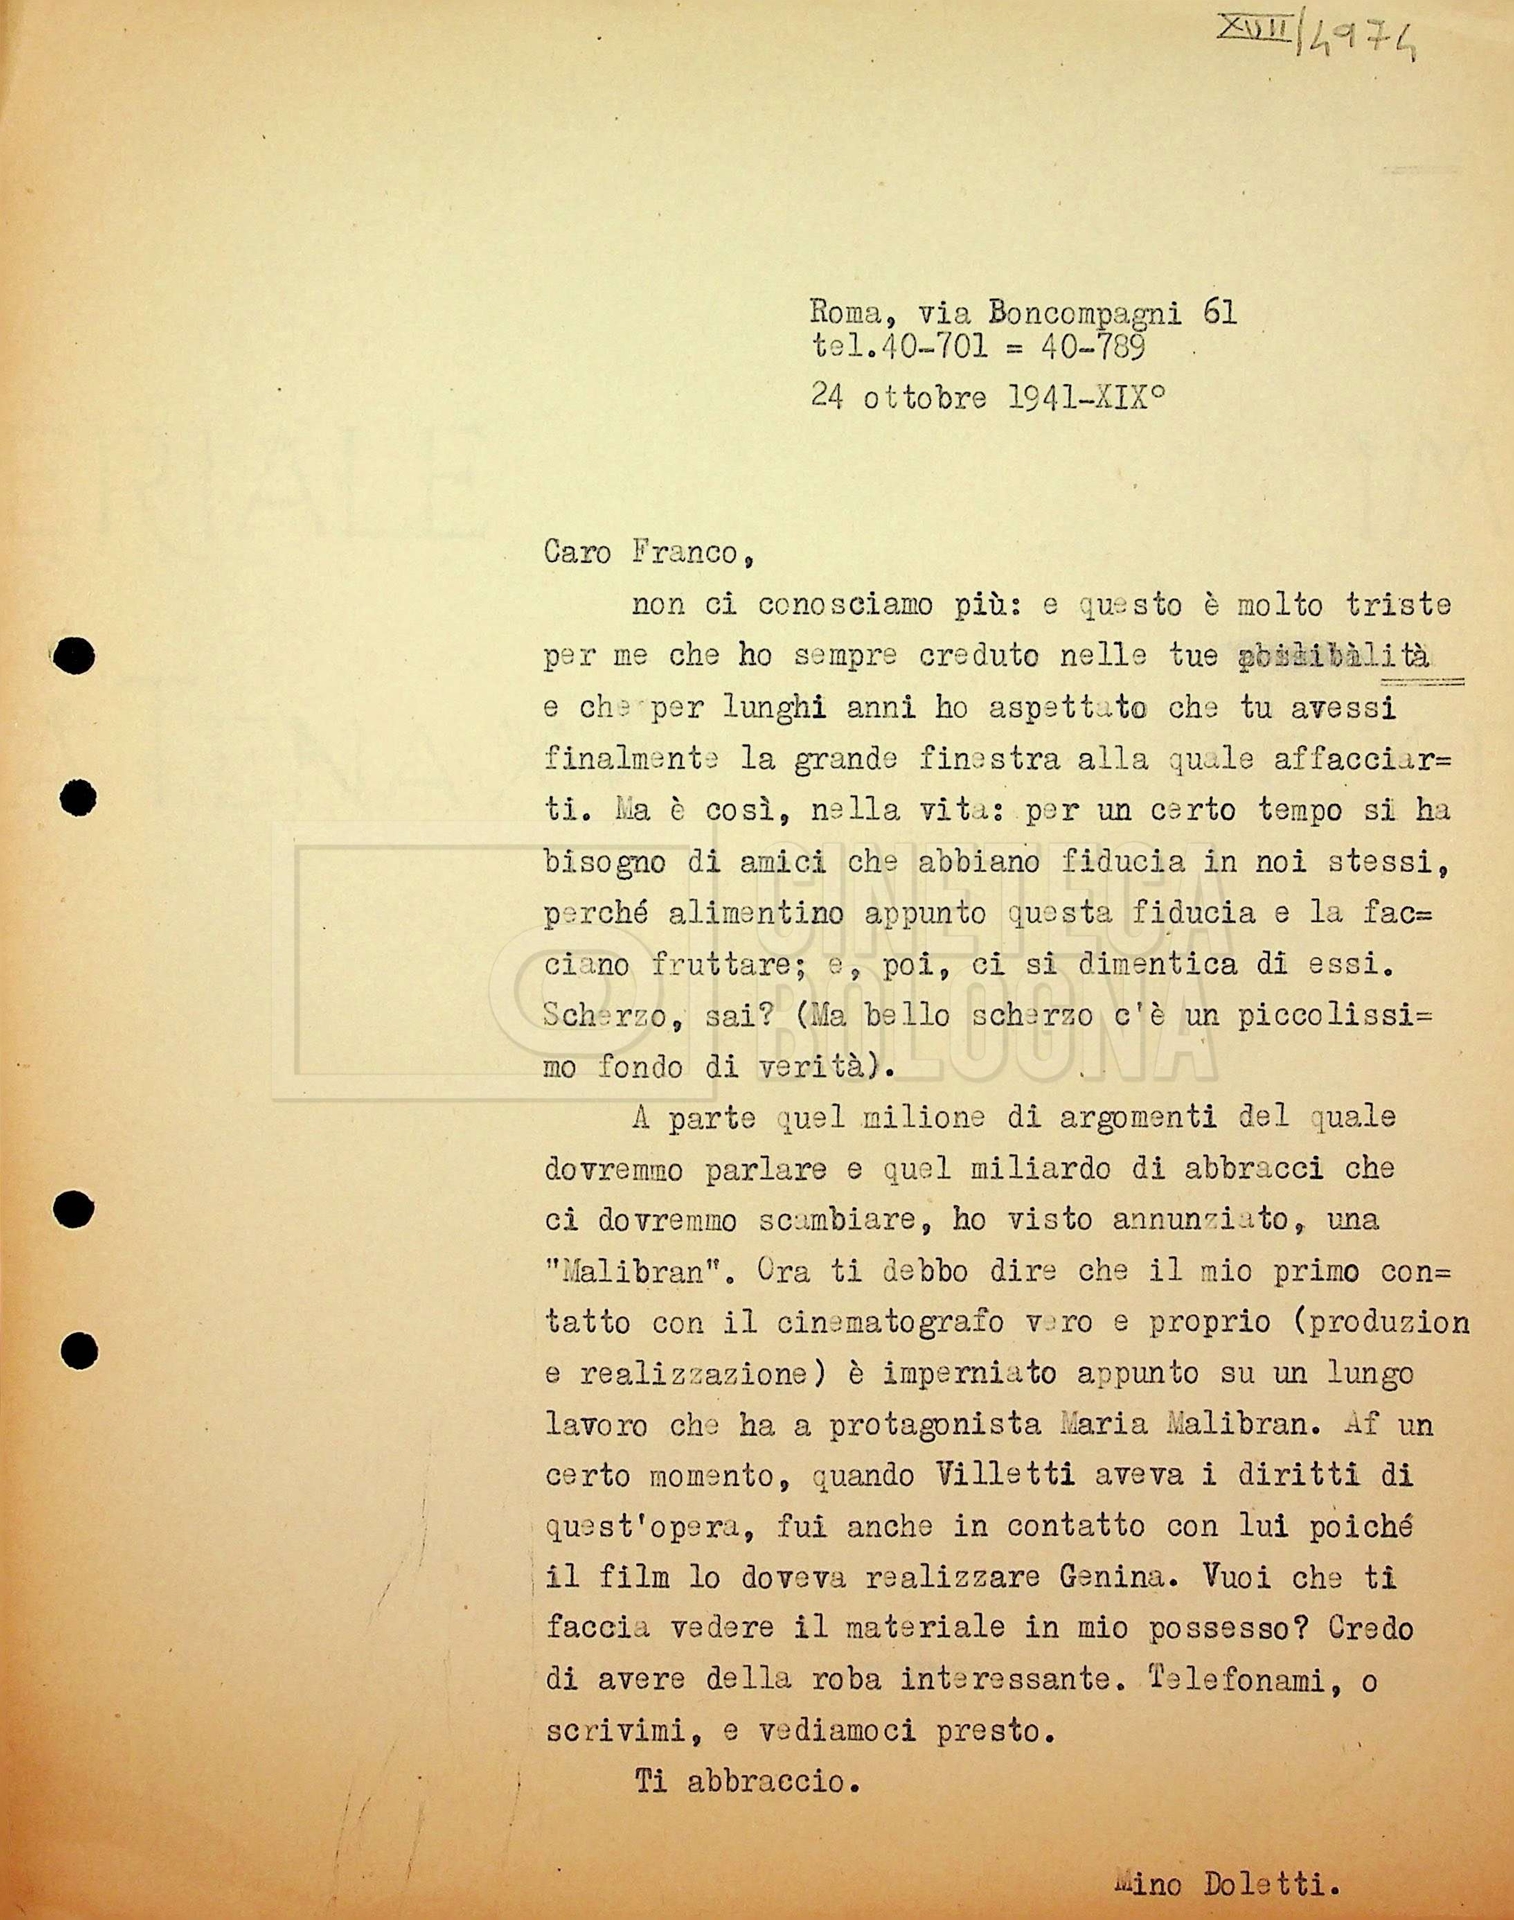 XVII/4974
Roma, via Boncompagni 61
tel.40-701 = 40-789
24 ottobre 1941-XIX°
Caro Franco,
non ci conosciamo più: e questo è molto triste
per me che ho sempre creduto nelle tue
e che per lunghi anni ho aspettato che tu avessi
finalmente la grande finestra alla quale affacciar=
ti. Ma è così, nella vita: per un certo tempo si ha
bisogno di amici che abbiano fiducia in noi stessi,
perché alimentino appunto questa fiducia e la fac=
ciano fruttare; e, poi, ci si dimentica di essi.
Scherzo, sai? (Ma bello scherzo c'è un piccolissi=
mo fondo di verità).
A parte quel milione di argomenti del quale
dovremmo parlare e quel miliardo di abbracci che
ci dovremmo scambiare, ho visto annunziato, una
"Malibran". Ora ti debbo dire che il mio primo con=
tatto con il cinematografo vero e proprio (produzion
e realizzazione) è imperniato appunto su un lungo
lavoro che ha a protagonista Maria Malibran. Af un
certo momento, quando Villetti aveva i diritti di
quest'opera, fui anche in contatto con lui poiché
il film lo doveva realizzare Genina. Vuoi che ti
faccia vedere il materiale in mio possesso? Credo
di avere della roba interessante. Telefonami, o
scrivimi, e vediamoci presto.
Ti abbraccio.
Mino Doletti.
CINETECA
BOLOGNA